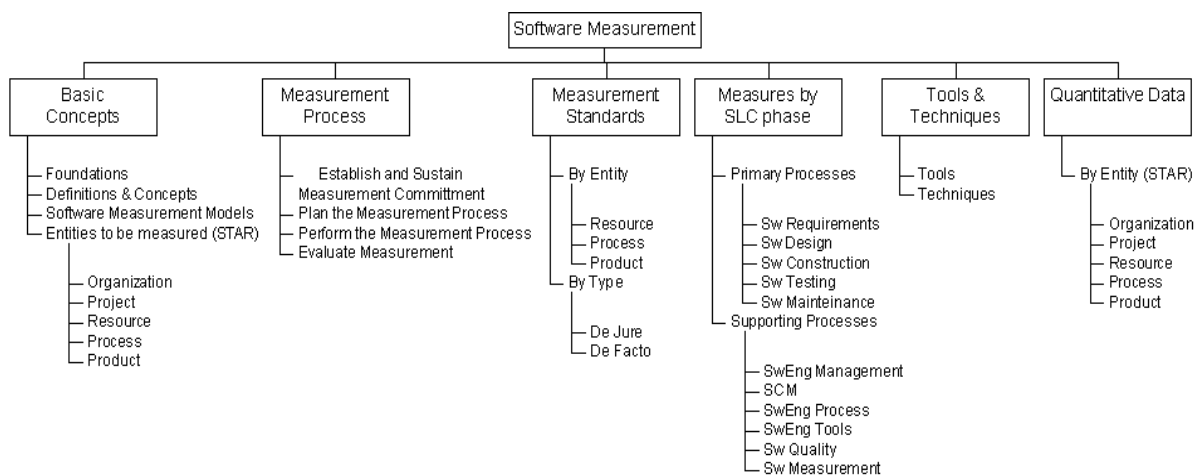 Software Measurement
Basic
Concepts
Foundations
Definitions & Concepts
Software Measurement Models
Entities to be measured (STAR)
Organization
Project
Resource
Process
Product
Measurement
Process
Establish and Sustain
Measurement Committment
Plan the Measurement Process
Perform the Measurement Process
Evaluate Measurement
Measurement
Standards
By Entity
Resource
Process
Product
By Type
De Jure
De Facto
Measures by
SLC phase
Primary Processes
Sw Requirements
Sw Design
Sw Construction
Sw Testing
Sw Mainteinance
Supporting Processes
SwEng Management
SCM
SwEng Process
SwEng Tools
Sw Quality
Sw Measurement
Tools &
Techniques
Tools
Techniques
Quantitative Data
By Entity (STAR)
Organization
Project
Resource
Process
Product